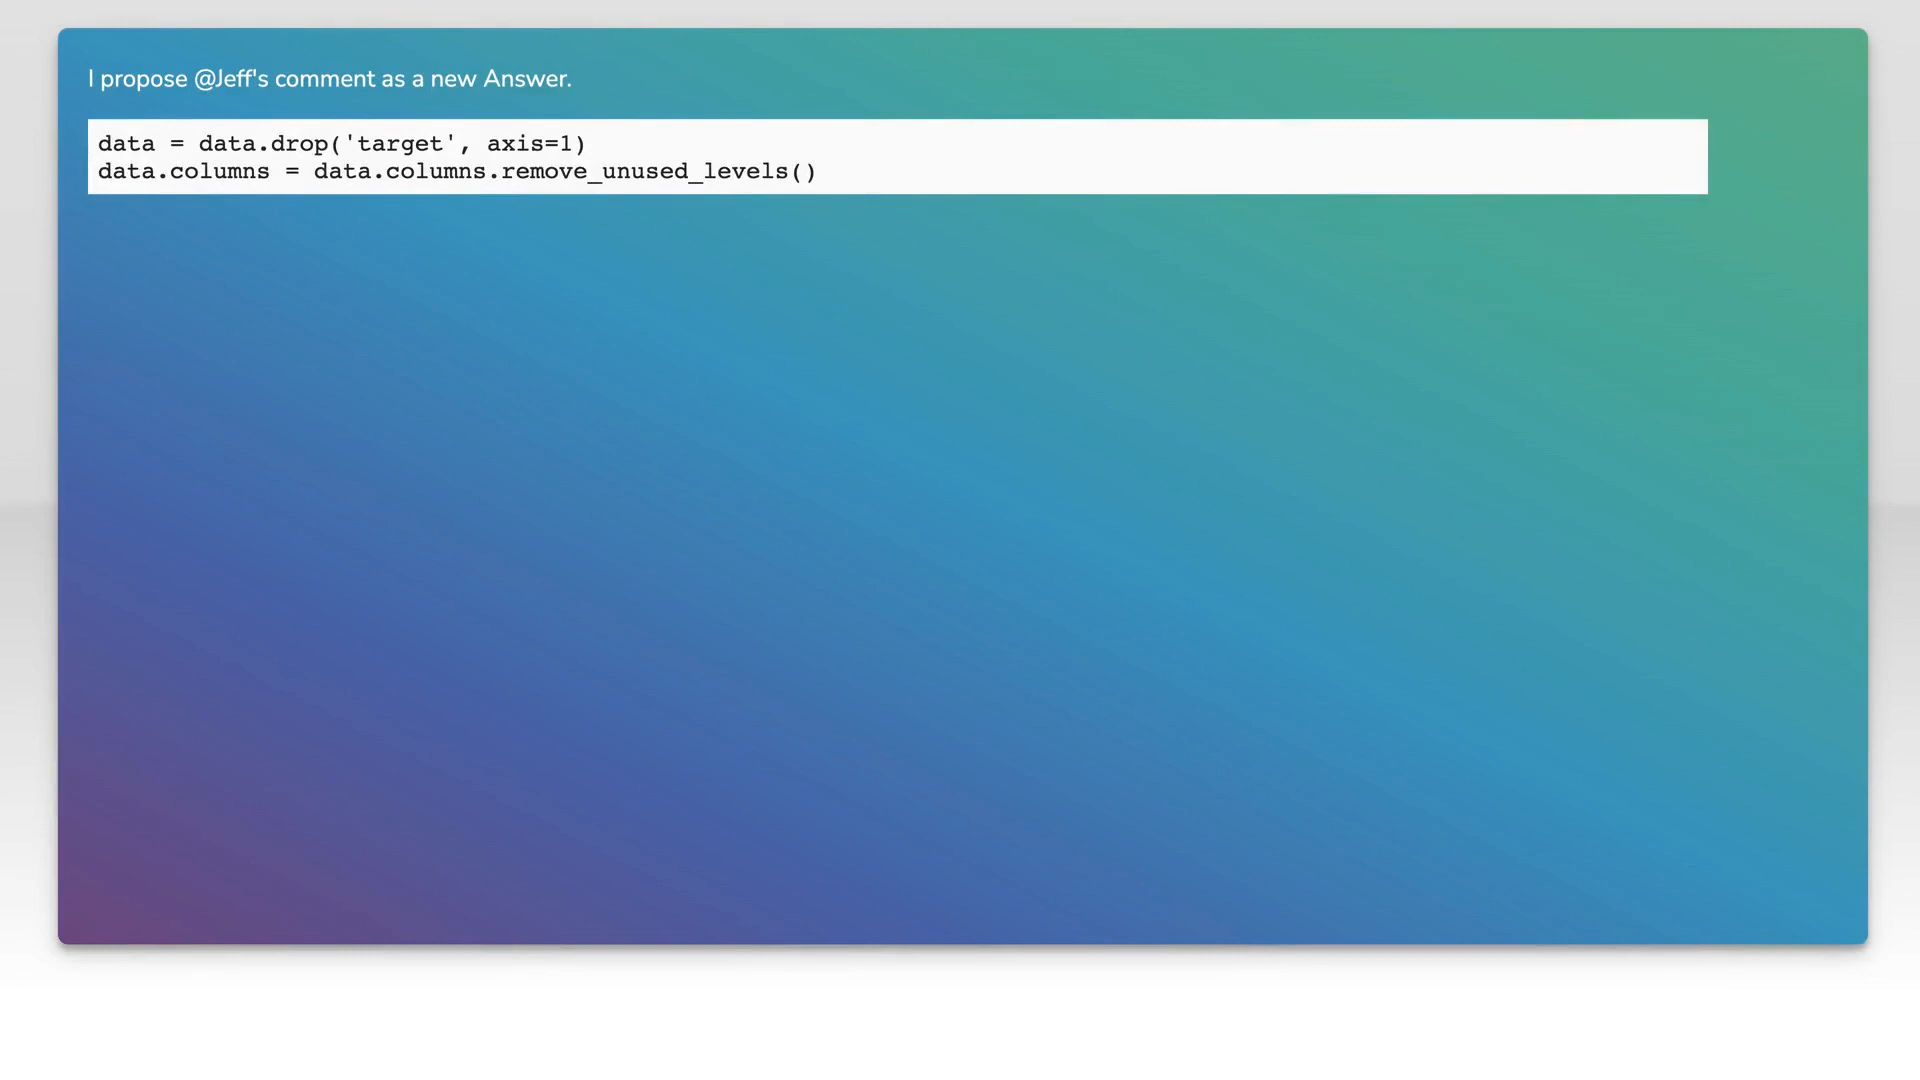 I propose @Jeff's comment as a new Answer.
data = data.drop('target', axis=1)
data.columns = data.columns.remove_unused_levels()